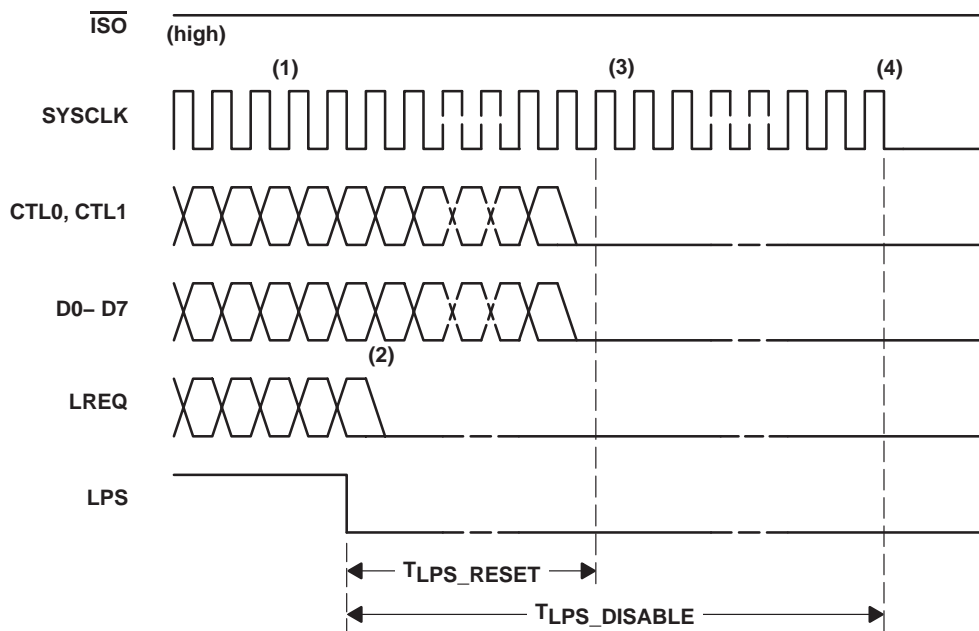 ISO
(high)
(1) (3) (4)
SYSCLK
CTL0, CTL1
D0– D7
(2)
LREQ
LPS
TLPS_RESET
TLPS_DISABLE